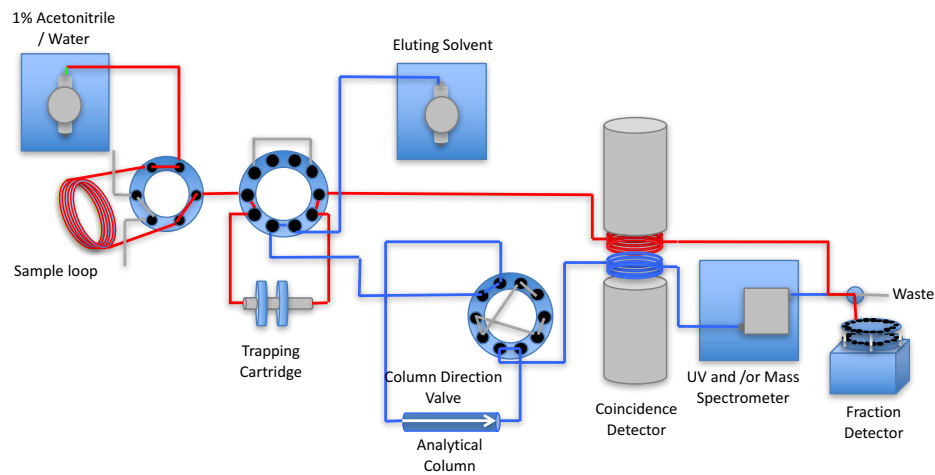 1% Acetonitrile
/ Water
Eluting Solvent
Sample loop
Trapping
Cartridge
Column Direction
Valve
Analytical
Column
Coincidence
Detector
UV and /or Mass
Spectrometer
Waste
Fraction
Detector